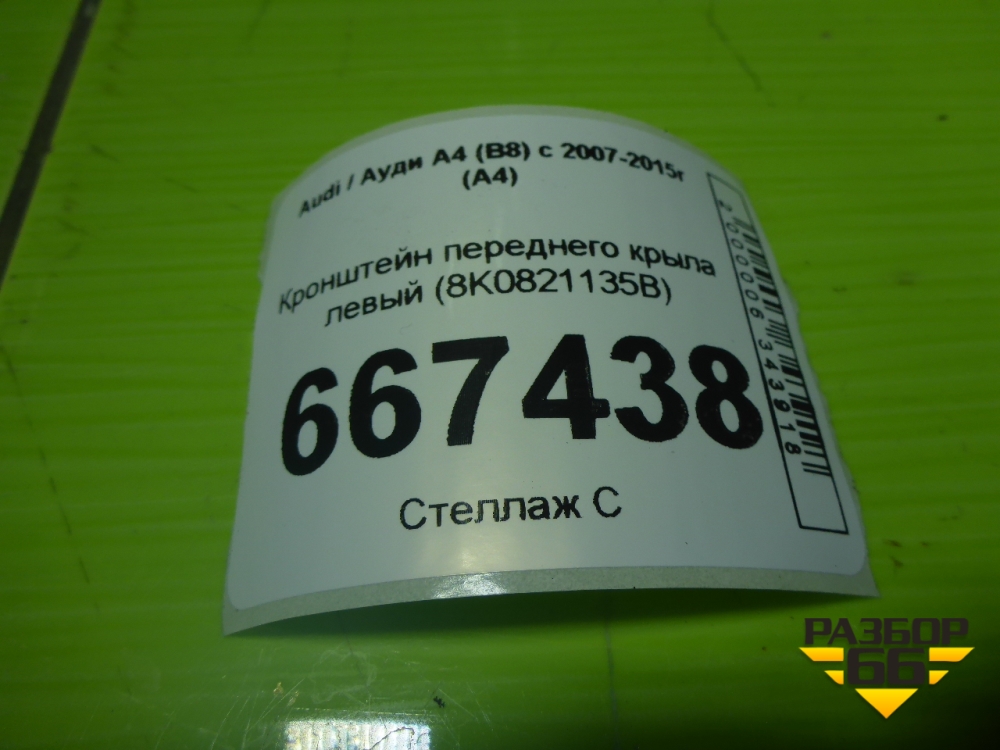 Audi / Ауди A4 (B8) с 2007-2015г
(A4)
Кронштейн переднего крыла
левый (8K0821135B)
667438
Стеллаж C
2000006343918
РАЗБОР
66